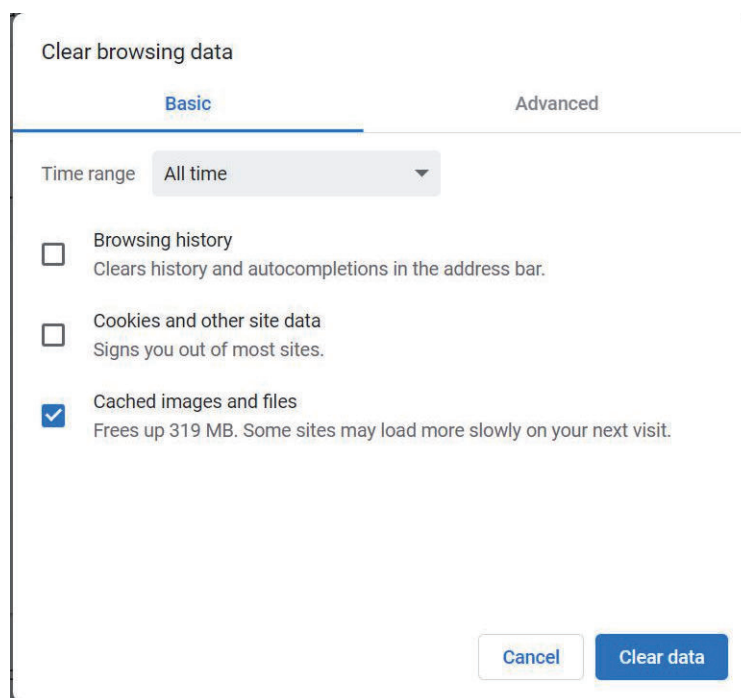 Clear browsing data
Basic
Advanced
Time range
All time
Browsing history
Clears history and autocompletions in the address bar.
Cookies and other site data
Signs you out of most sites.
Cached images and files
Frees up 319 MB. Some sites may load more slowly on your next visit.
Cancel
Clear data